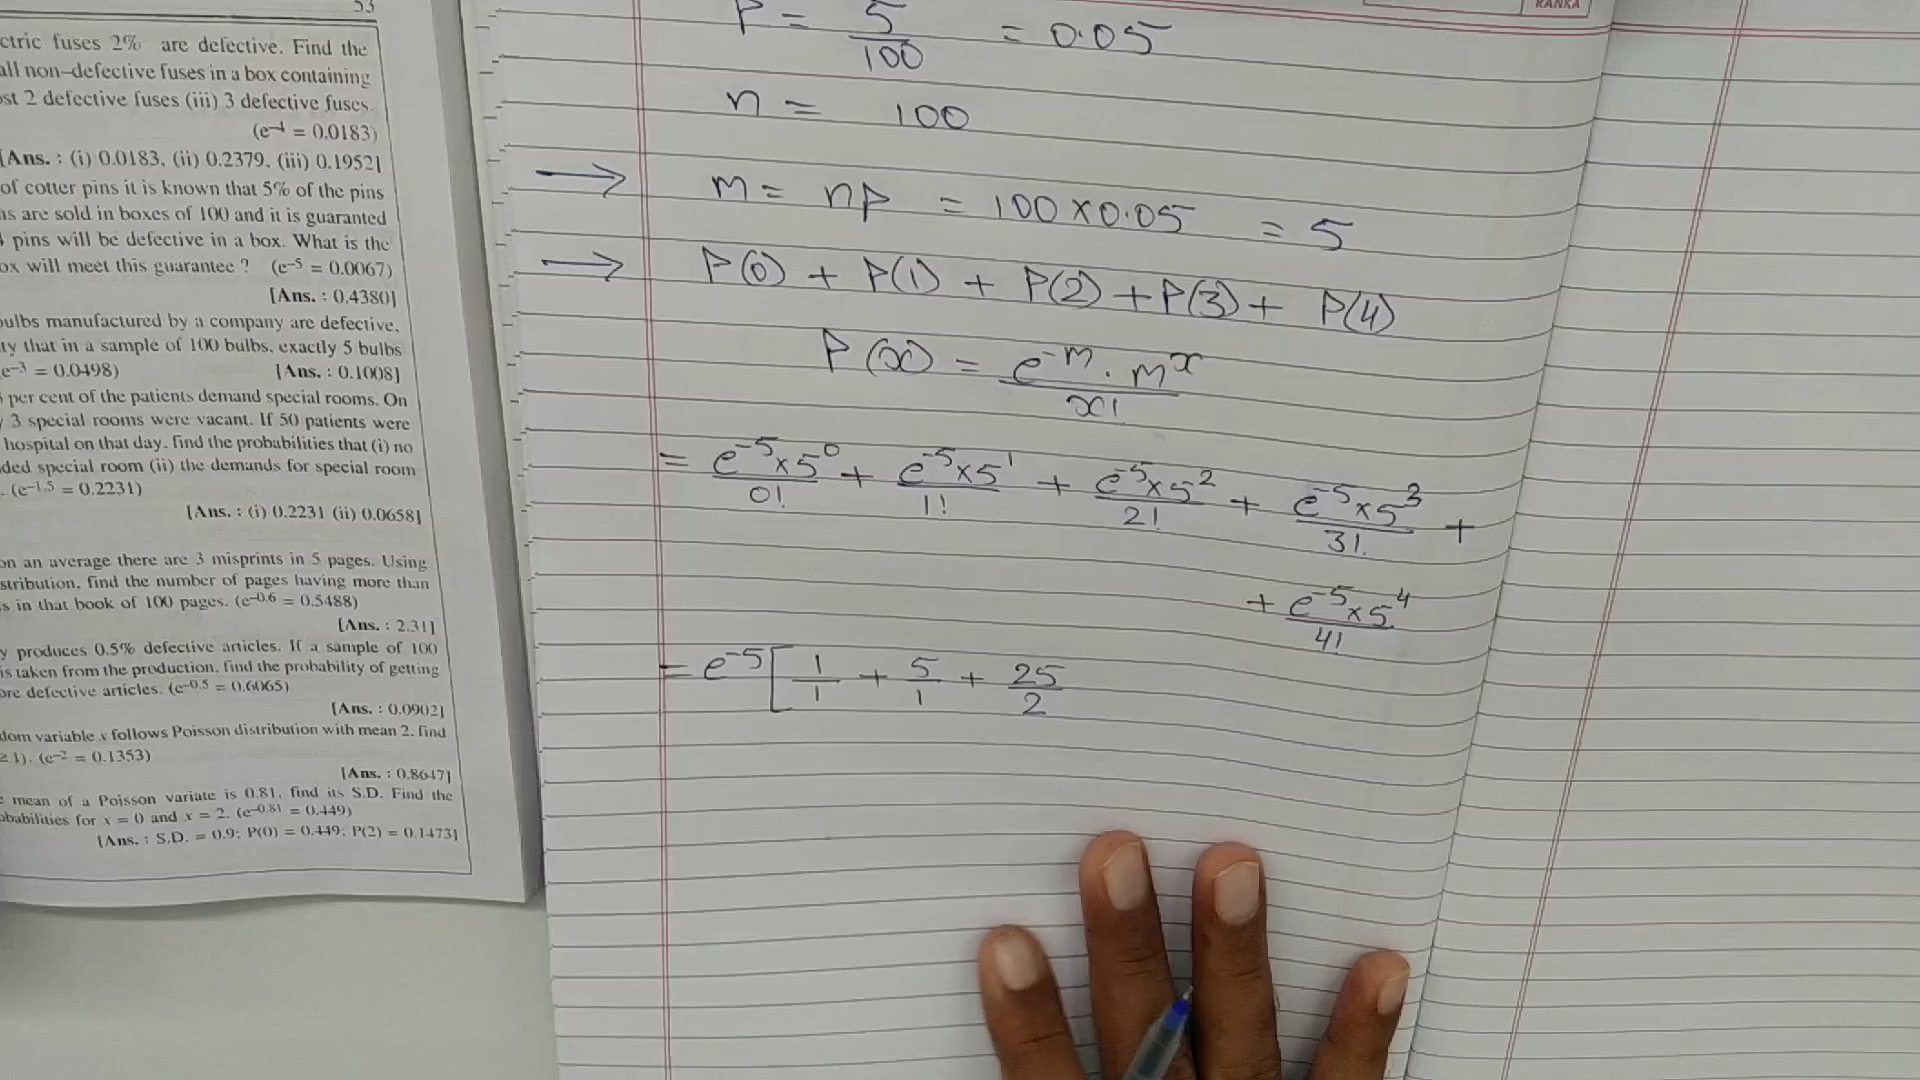 53
ctric fuses 2% are defective. Find the
all non-defective fuses in a box containing
ost 2 defective fuses (iii) 3 defective fuses.
(e⁻⁴ = 0.0183)
[Ans. : (i) 0.0183, (ii) 0.2379, (iii) 0.1952]
of cotter pins it is known that 5% of the pins
ns are sold in boxes of 100 and it is guaranted
4 pins will be defective in a box. What is the
ox will meet this guarantee ? (e⁻⁵ = 0.0067)
[Ans. : 0.4380]
bulbs manufactured by a company are defective,
ty that in a sample of 100 bulbs, exactly 5 bulbs
e⁻³ = 0.0498)
[Ans. : 0.1008]
per cent of the patients demand special rooms. On
3 special rooms were vacant. If 50 patients were
hospital on that day, find the probabilities that (i) no
ded special room (ii) the demands for special room
. (e⁻¹·⁵ = 0.2231)
[Ans. : (i) 0.2231 (ii) 0.0658]
on an average there are 3 misprints in 5 pages. Using
stribution, find the number of pages having more than
s in that book of 100 pages. (e⁻⁰·⁶ = 0.5488)
[Ans. : 2.31]
y produces 0.5% defective articles. If a sample of 100
is taken from the production, find the probability of getting
ore defective articles. (e⁻⁰·⁵ = 0.6065)
[Ans. : 0.0902]
dom variable x follows Poisson distribution with mean 2, find
≥ 1). (e⁻² = 0.1353)
[Ans. : 0.8647]
mean of a Poisson variate is 0.81, find its S.D. Find the
obabilities for x = 0 and x = 2. (e⁻⁰·⁸¹ = 0.449)
[Ans. : S.D. = 0.9; P(0) = 0.449; P(2) = 0.1473]
RANKA
P = 5/100 = 0.05
n = 100
→ m = np = 100×0.05 = 5
→ P(0) + P(1) + P(2) + P(3) + P(4)
P(x) = e⁻ᵐ · mˣ / x!
= e⁻⁵×5⁰/0! + e⁻⁵×5¹/1! + e⁻⁵×5²/2! + e⁻⁵×5³/3! +
+ e⁻⁵×5⁴/4!
= e⁻⁵ [ 1/1 + 5/1 + 25/2